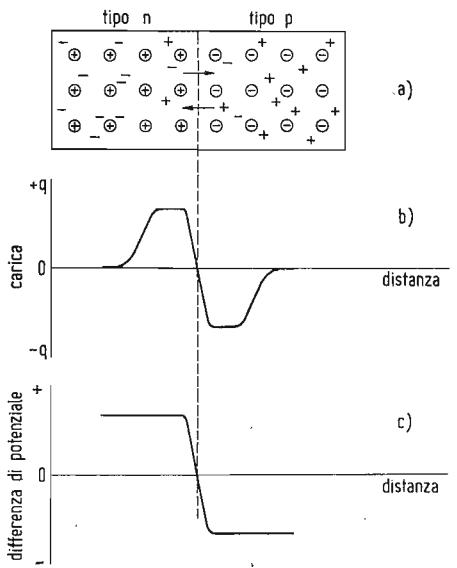 tipo n tipo p
a)
+q
b)
carica
0
distanza
-q
+
c)
differenza di potenziale
0
distanza
-